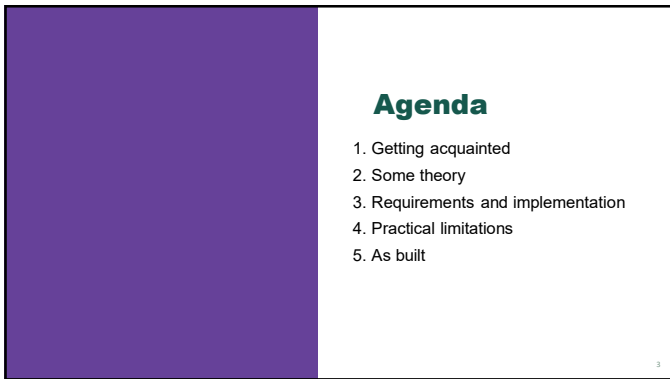 Agenda
1. Getting acquainted
2. Some theory
3. Requirements and implementation
4. Practical limitations
5. As built
3